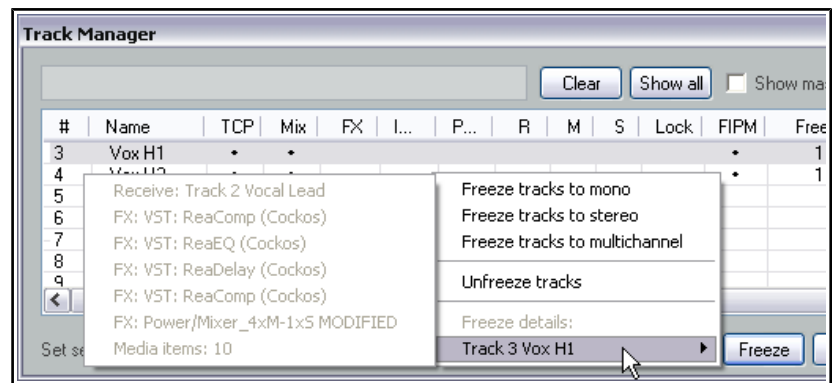 Track Manager
Clear Show all Show ma
# Name TCP Mix FX I... P... R M S Lock FIPM Free
3 Vox H1 • • • 1
4 • 1
5
6
7
8
9
Receive: Track 2 Vocal Lead
FX: VST: ReaComp (Cockos)
FX: VST: ReaEQ (Cockos)
FX: VST: ReaDelay (Cockos)
FX: VST: ReaComp (Cockos)
FX: Power/Mixer_4xM-1xS MODIFIED
Media items: 10
Freeze tracks to mono
Freeze tracks to stereo
Freeze tracks to multichannel
Unfreeze tracks
Freeze details:
Track 3 Vox H1
Set se
Freeze